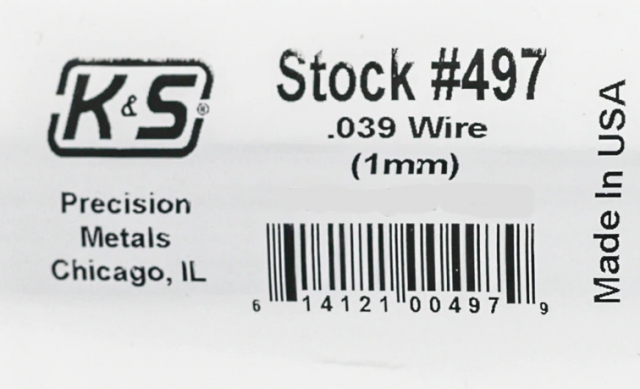 K&S®
Precision
Metals
Chicago, IL
Stock #497
.039 Wire
(1mm)
6 14121 00497 9
Made In USA